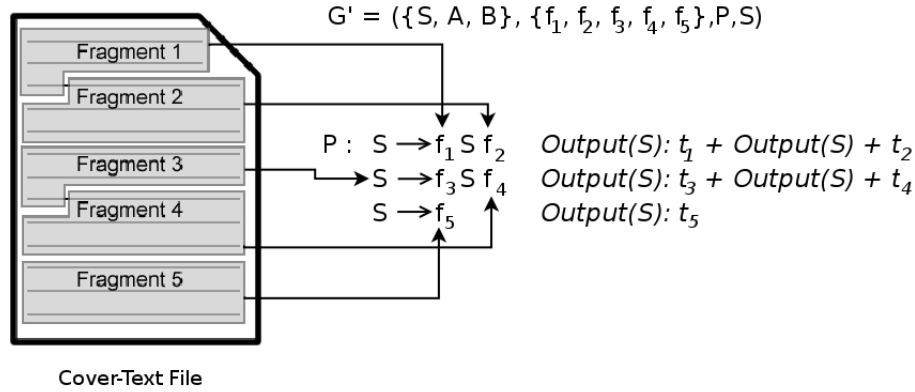 G' = ({S, A, B}, {f₁, f₂, f₃, f₄, f₅},P,S)
Fragment 1
Fragment 2
Fragment 3
Fragment 4
Fragment 5
P : S → f₁ S f₂ Output(S): t₁ + Output(S) + t₂
S → f₃ S f₄ Output(S): t₃ + Output(S) + t₄
S → f₅ Output(S): t₅
Cover-Text File